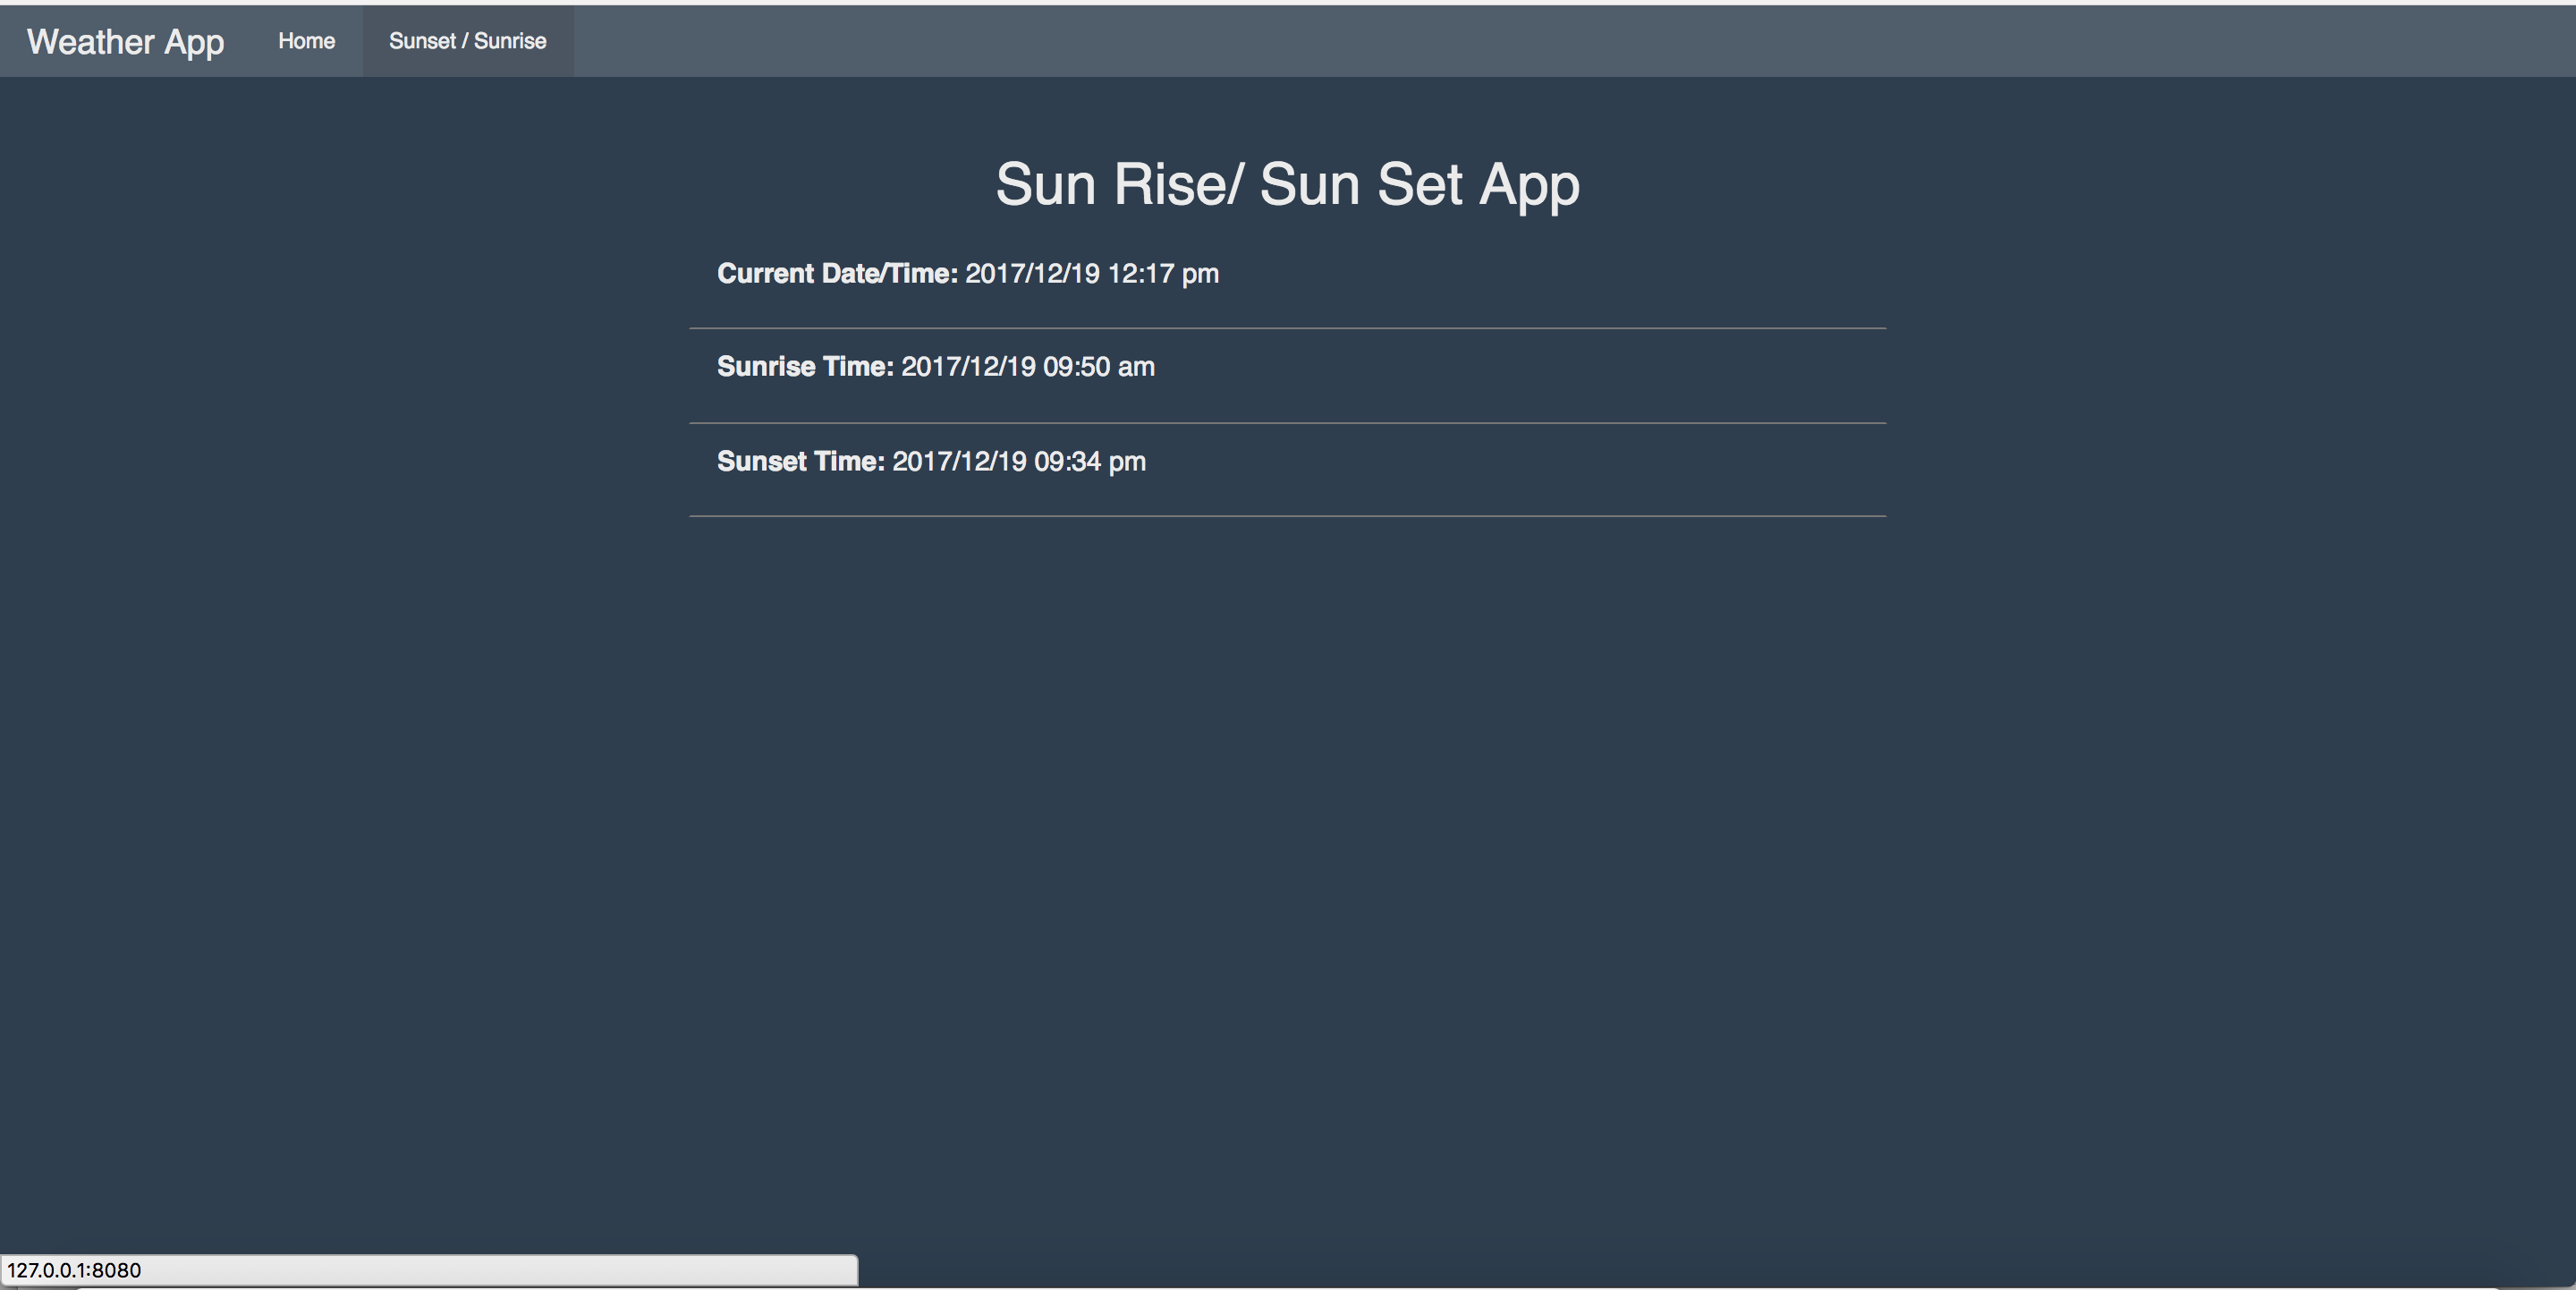 Weather App Home Sunset / Sunrise
Sun Rise/ Sun Set App
Current Date/Time: 2017/12/19 12:17 pm
Sunrise Time: 2017/12/19 09:50 am
Sunset Time: 2017/12/19 09:34 pm
127.0.0.1:8080